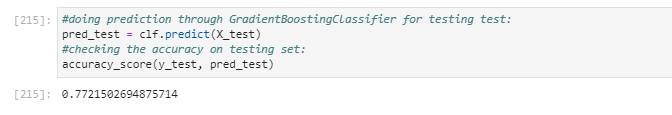 [215]: #doing prediction through GradientBoostingClassifier for testing test:
pred_test = clf.predict(X_test)
#checking the accuracy on testing set:
accuracy_score(y_test, pred_test)
[215]: 0.7721502694875714